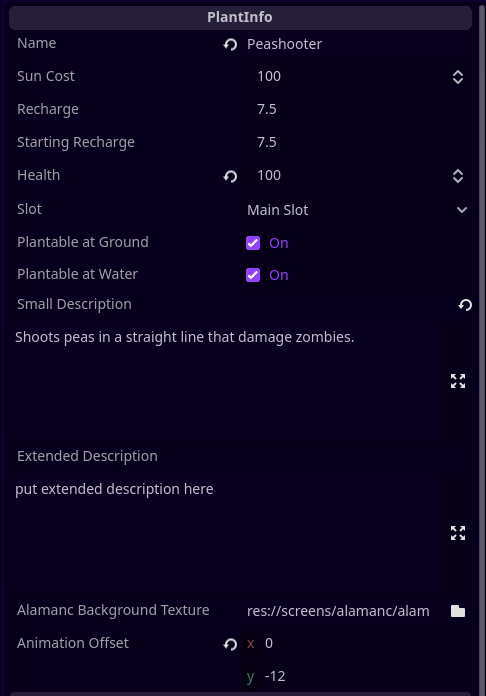 PlantInfo
Name Peashooter
Sun Cost 100
Recharge 7.5
Starting Recharge 7.5
Health 100
Slot Main Slot
Plantable at Ground On
Plantable at Water On
Small Description
Shoots peas in a straight line that damage zombies.
Extended Description
put extended description here
Alamanc Background Texture res://screens/alamanc/alam
Animation Offset x 0
y -12